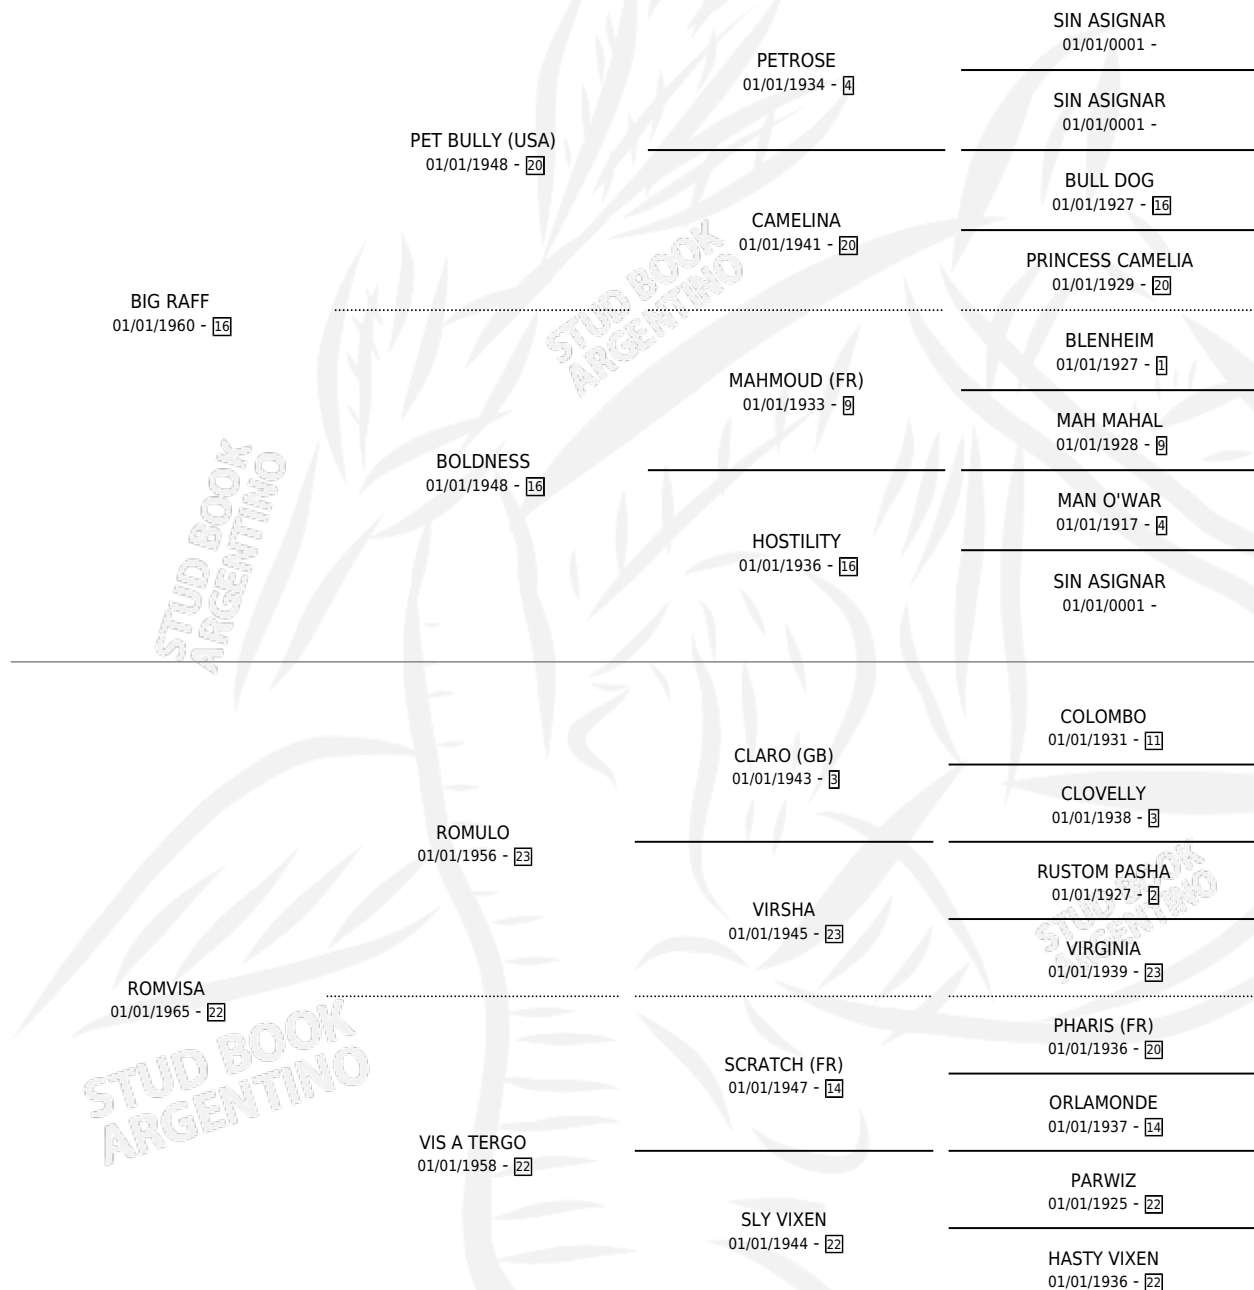 SIN ASIGNAR
01/01/0001 -
PETROSE
01/01/1934 - 4
SIN ASIGNAR
01/01/0001 -
PET BULLY (USA)
01/01/1948 - 20
BULL DOG
01/01/1927 - 16
CAMELINA
01/01/1941 - 20
PRINCESS CAMELIA
01/01/1929 - 20
BIG RAFF
01/01/1960 - 16
BLENHEIM
01/01/1927 - 1
MAHMOUD (FR)
01/01/1933 - 9
MAH MAHAL
01/01/1928 - 9
BOLDNESS
01/01/1948 - 16
MAN O'WAR
01/01/1917 - 4
HOSTILITY
01/01/1936 - 16
SIN ASIGNAR
01/01/0001 -
COLOMBO
01/01/1931 - 11
CLARO (GB)
01/01/1943 - 3
CLOVELLY
01/01/1938 - 3
ROMULO
01/01/1956 - 23
RUSTOM PASHA
01/01/1927 - 2
VIRSHA
01/01/1945 - 23
VIRGINIA
01/01/1939 - 23
ROMVISA
01/01/1965 - 22
PHARIS (FR)
01/01/1936 - 20
SCRATCH (FR)
01/01/1947 - 14
ORLAMONDE
01/01/1937 - 14
VIS A TERGO
01/01/1958 - 22
PARWIZ
01/01/1925 - 22
SLY VIXEN
01/01/1944 - 22
HASTY VIXEN
01/01/1936 - 22
STUD BOOK
ARGENTINO
STUD BOOK
ARGENTINO
STUD BOOK
ARGENTINO
STUD BOOK
ARGENTINO